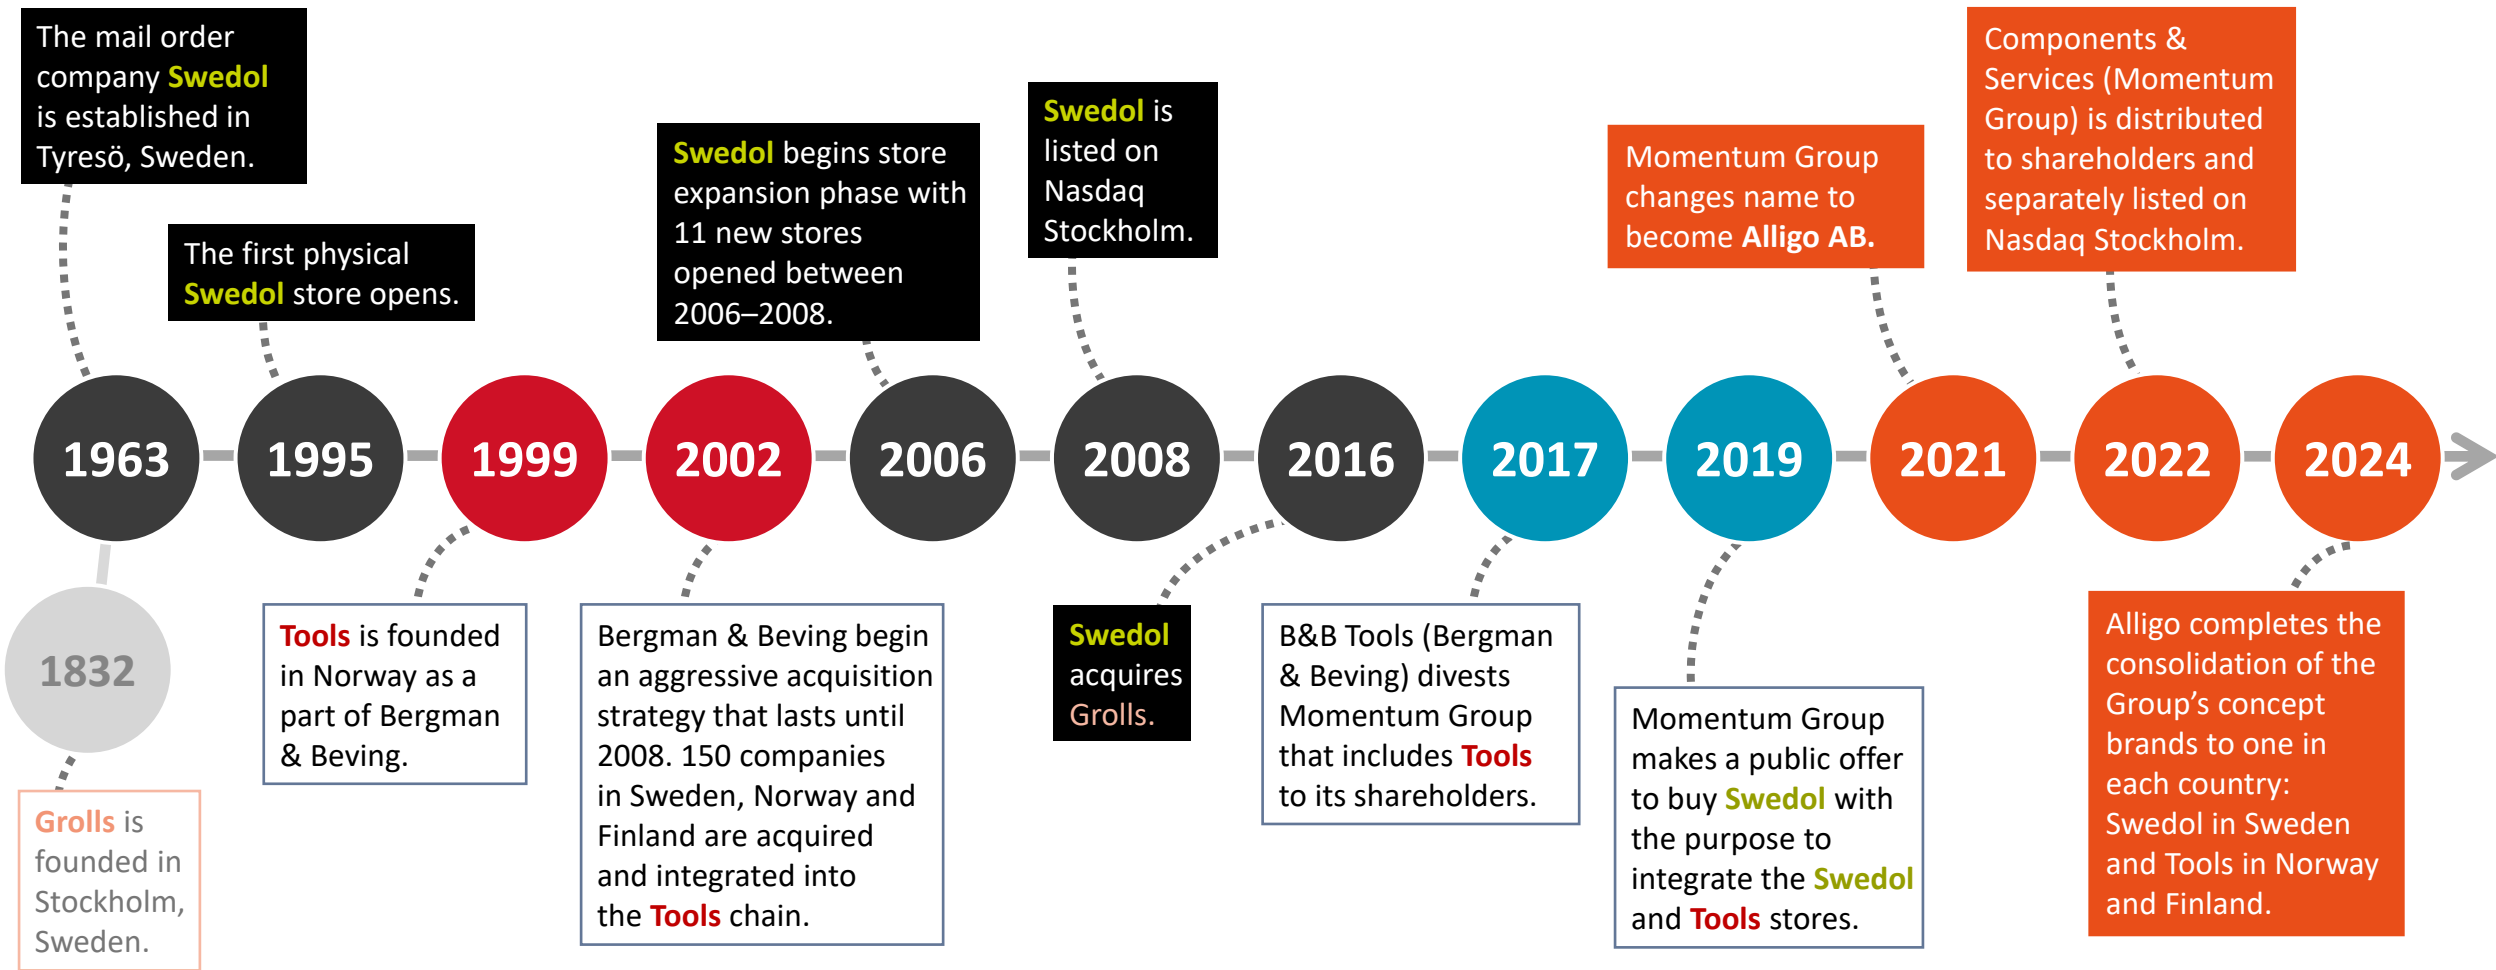 The mail order
company Swedol
is established in
Tyresö, Sweden.
The first physical
Swedol store opens.
Swedol begins store
expansion phase with
11 new stores
opened between
2006–2008.
Swedol is
listed on
Nasdaq
Stockholm.
Momentum Group
changes name to
become Alligo AB.
Components &
Services (Momentum
Group) is distributed
to shareholders and
separately listed on
Nasdaq Stockholm.
1963
1995
1999
2002
2006
2008
2016
2017
2019
2021
2022
2024
1832
Grolls is
founded in
Stockholm,
Sweden.
Tools is founded
in Norway as a
part of Bergman
& Beving.
Bergman & Beving begin
an aggressive acquisition
strategy that lasts until
2008. 150 companies
in Sweden, Norway and
Finland are acquired
and integrated into
the Tools chain.
Swedol
acquires
Grolls.
B&B Tools (Bergman
& Beving) divests
Momentum Group
that includes Tools
to its shareholders.
Momentum Group
makes a public offer
to buy Swedol with
the purpose to
integrate the Swedol
and Tools stores.
Alligo completes the
consolidation of the
Group’s concept
brands to one in
each country:
Swedol in Sweden
and Tools in Norway
and Finland.